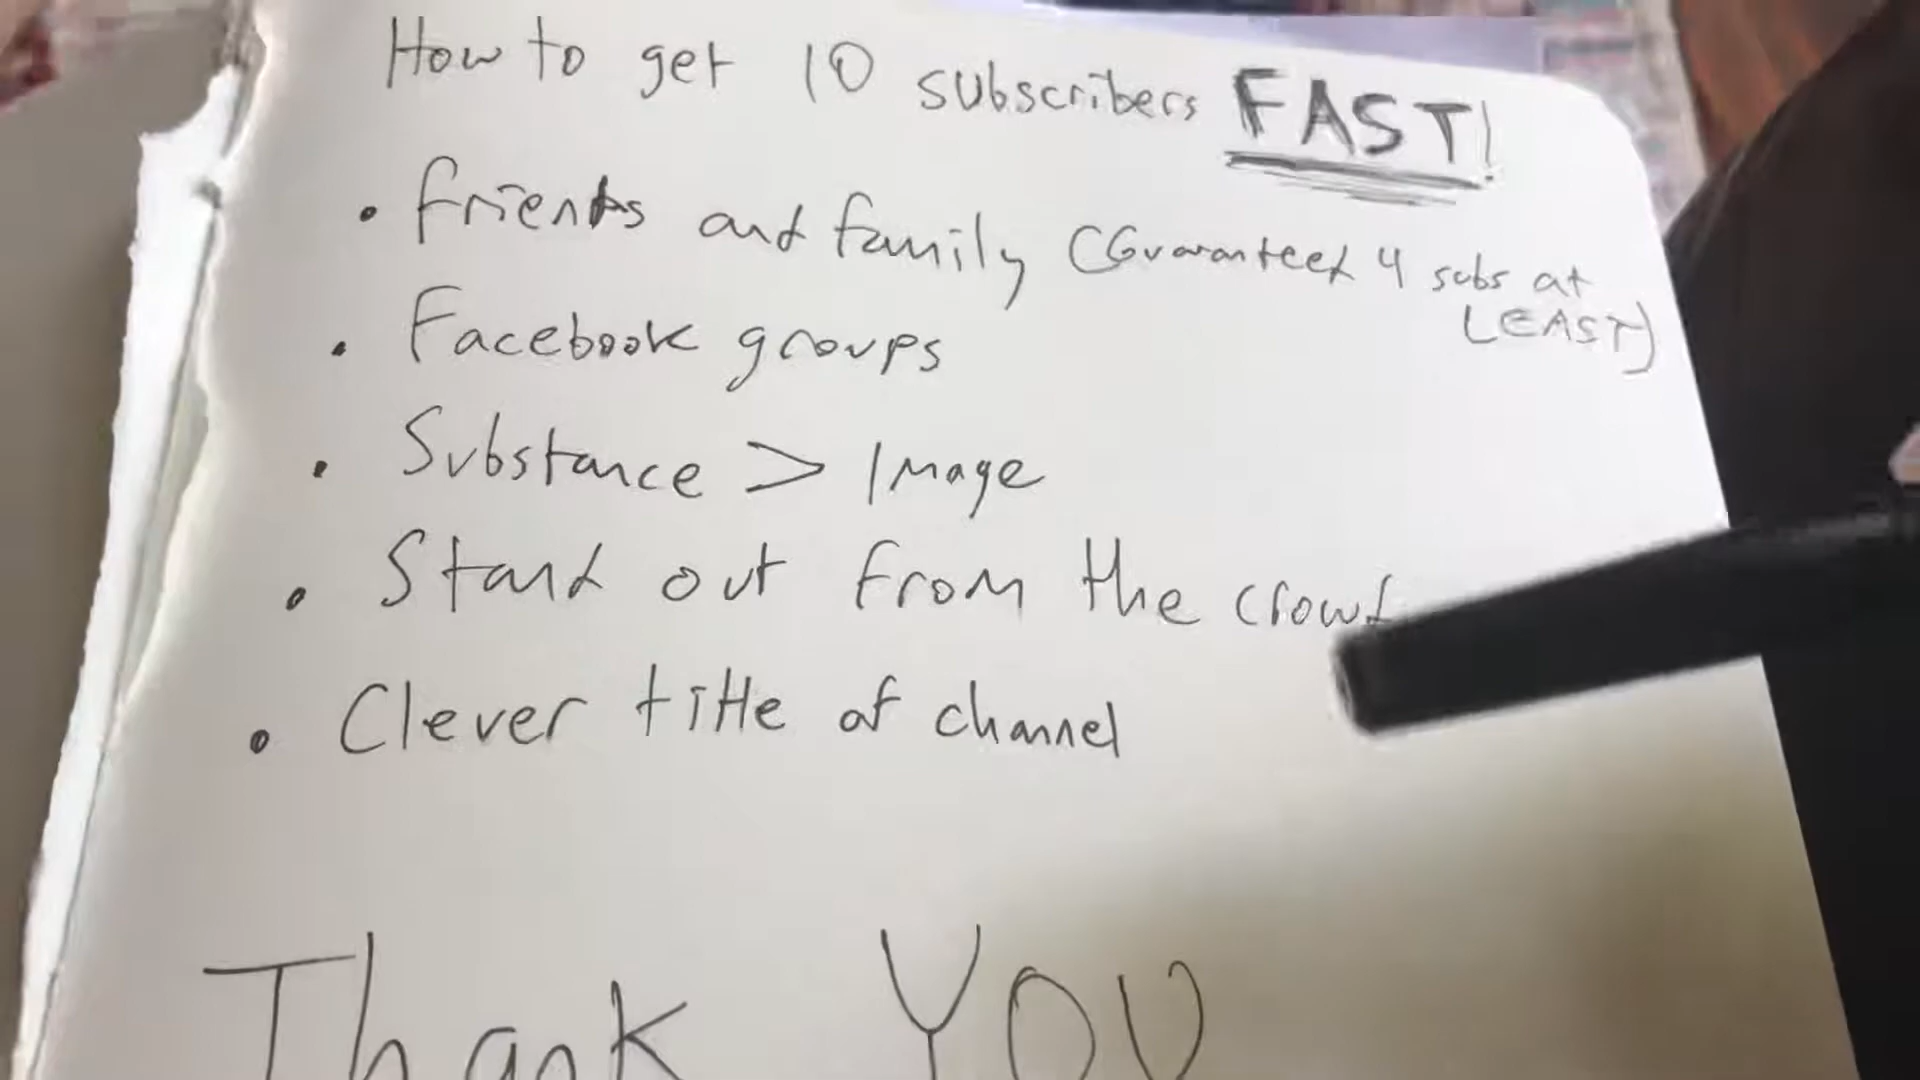 How to get 10 subscribers FAST!
• friends and family (Guaranteed 4 subs at
LEAST)
• Facebook groups
• Substance > Image
• Stand out from the crowd
• Clever title of channel
Thank YOU